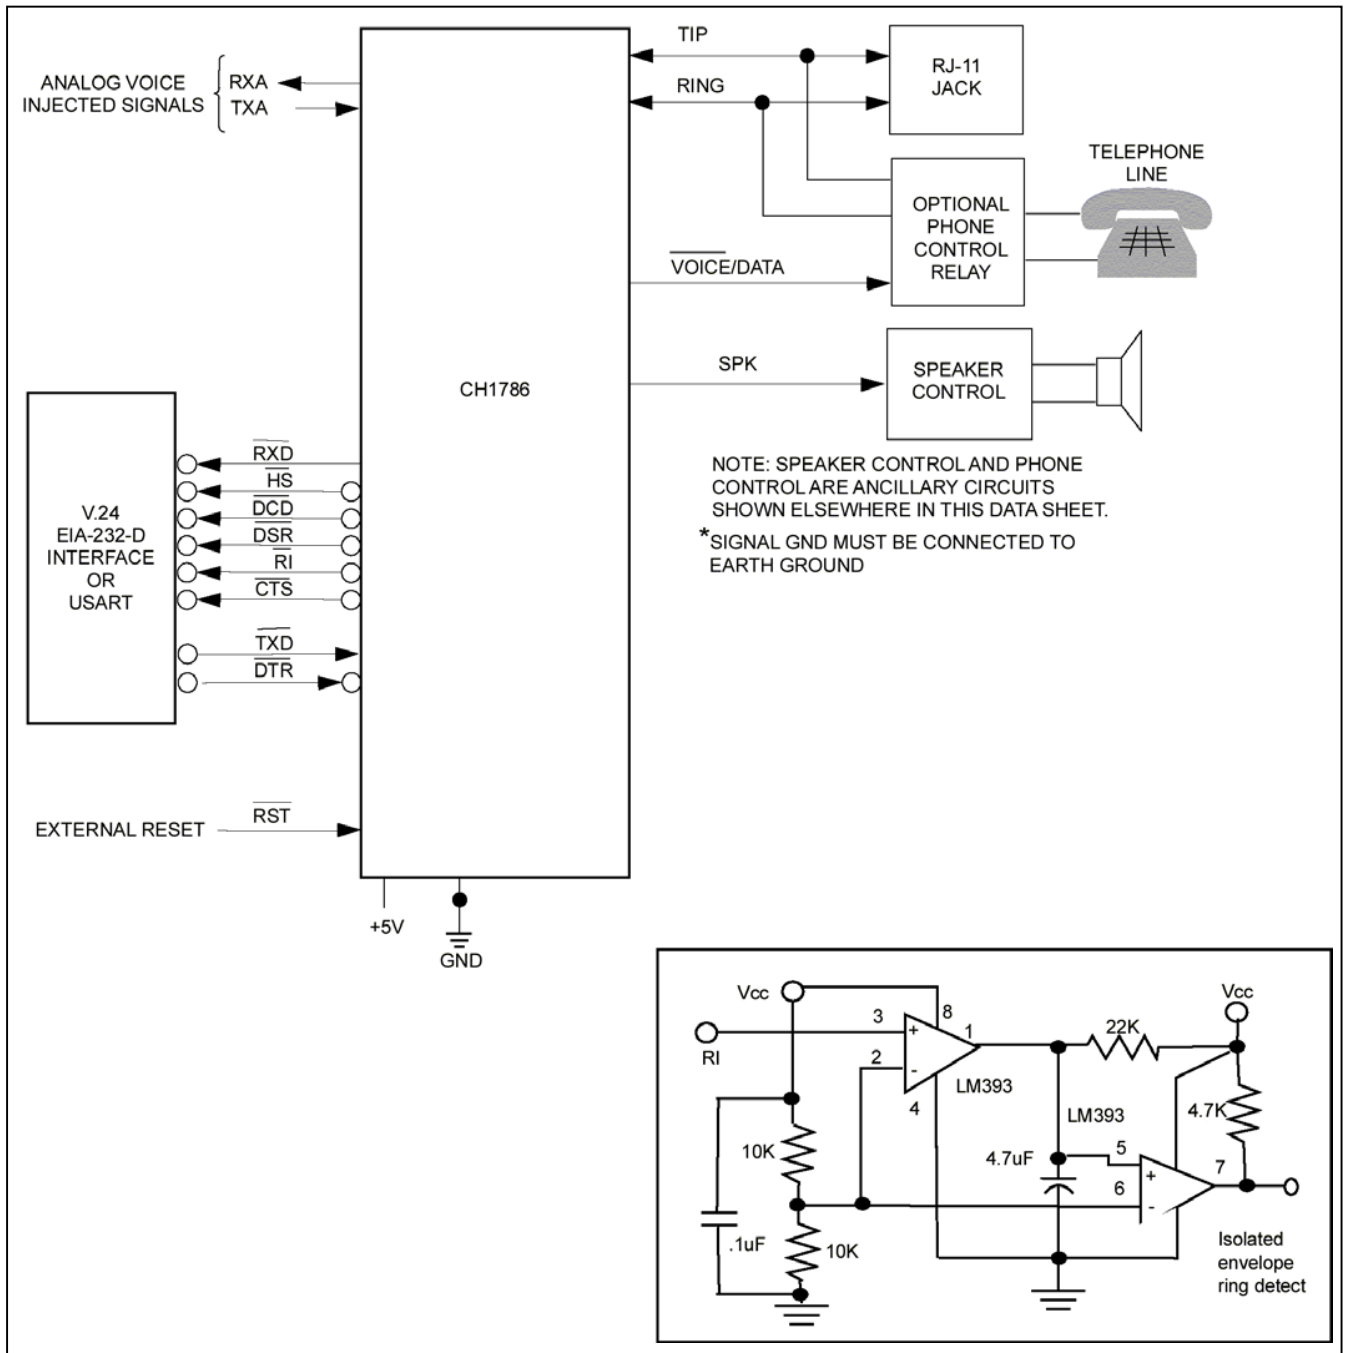 TIP
RING
RJ-11
JACK
ANALOG VOICE
INJECTED SIGNALS
RXA
TXA
TELEPHONE
LINE
OPTIONAL
PHONE
CONTROL
RELAY
VOICE/DATA
SPK
SPEAKER
CONTROL
CH1786
NOTE: SPEAKER CONTROL AND PHONE
CONTROL ARE ANCILLARY CIRCUITS
SHOWN ELSEWHERE IN THIS DATA SHEET.
*SIGNAL GND MUST BE CONNECTED TO
EARTH GROUND
V.24
EIA-232-D
INTERFACE
OR
USART
RXD
HS
DCD
DSR
RI
CTS
TXD
DTR
EXTERNAL RESET
RST
+5V
GND
Vcc
RI
3
2
8
1
4
LM393
22K
Vcc
LM393
4.7K
10K
4.7uF
5
6
7
.1uF
10K
Isolated
envelope
ring detect
+
-
+
-